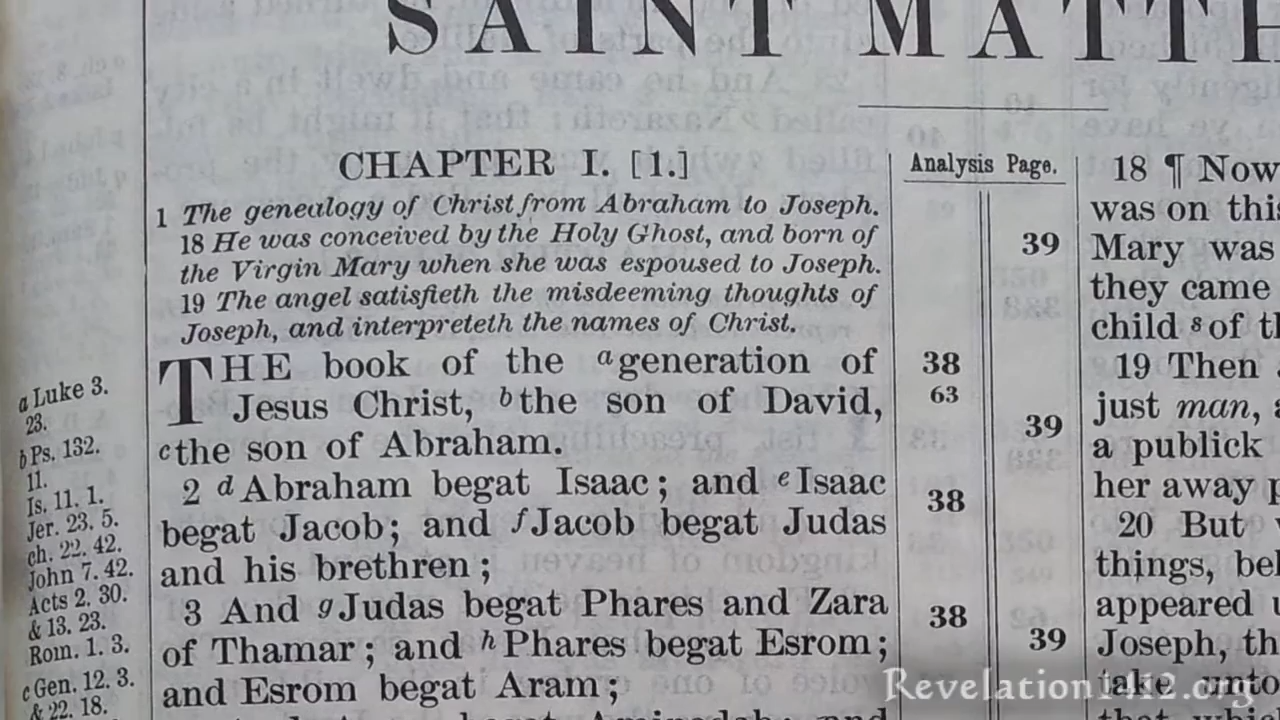 SAINT MATTH
CHAPTER I. [1.]
1 The genealogy of Christ from Abraham to Joseph.
18 He was conceived by the Holy Ghost, and born of
the Virgin Mary when she was espoused to Joseph.
19 The angel satisfieth the misdeeming thoughts of
Joseph, and interpreteth the names of Christ.
THE book of the a generation of
Jesus Christ, b the son of David,
c the son of Abraham.
2 d Abraham begat Isaac; and e Isaac
begat Jacob; and f Jacob begat Judas
and his brethren;
3 And g Judas begat Phares and Zara
of Thamar; and h Phares begat Esrom;
and Esrom begat Aram;
a Luke 3.
23.
b Ps. 132.
11.
Is. 11. 1.
Jer. 23. 5.
ch. 22. 42.
John 7. 42.
Acts 2. 30.
& 13. 23.
Rom. 1. 3.
c Gen. 12. 3.
& 22. 18.
Analysis Page.
39
38
63
39
38
38
39
18 ¶ Now
was on this
Mary was
they came
child s of th
19 Then
just man, a
a publick
her away p
20 But
things, beh
appeared u
Joseph, th
take unto
Revelation1412.org